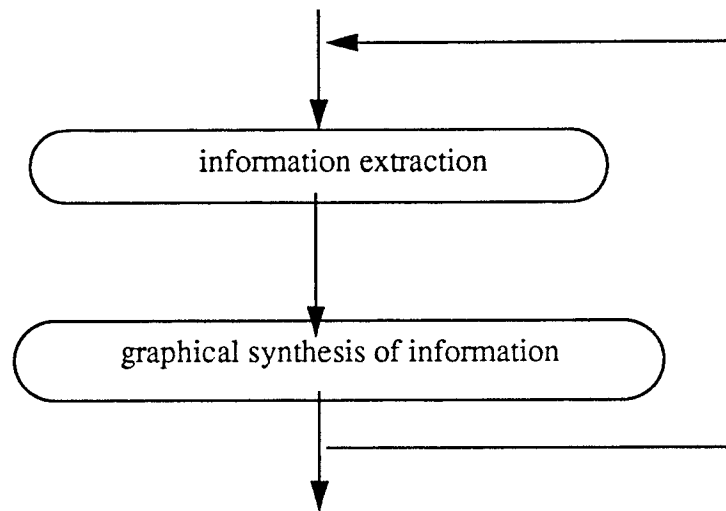 information extraction
graphical synthesis of information